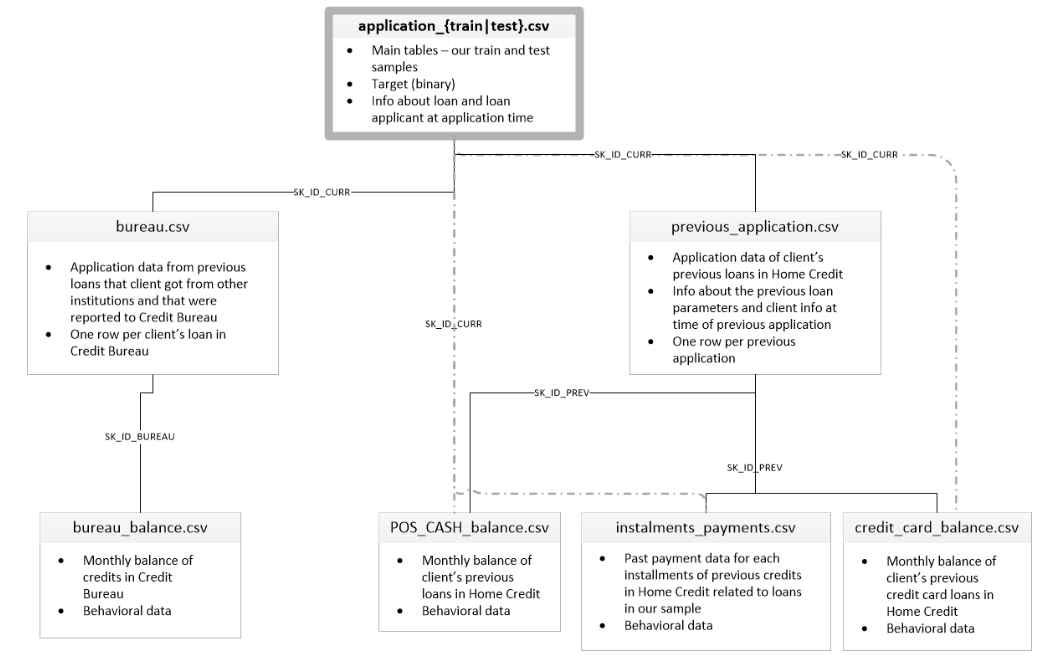 application_{train|test}.csv
• Main tables – our train and test
samples
• Target (binary)
• Info about loan and loan
applicant at application time
SK_ID_CURR
SK_ID_CURR
SK_ID_CURR
bureau.csv
• Application data from previous
loans that client got from other
institutions and that were
reported to Credit Bureau
• One row per client's loan in
Credit Bureau
previous_application.csv
• Application data of client's
previous loans in Home Credit
• Info about the previous loan
parameters and client info at
time of previous application
• One row per previous
application
SK_ID_CURR
SK_ID_PREV
SK_ID_BUREAU
SK_ID_PREV
bureau_balance.csv
• Monthly balance of
credits in Credit
Bureau
• Behavioral data
POS_CASH_balance.csv
• Monthly balance of
client's previous
loans in Home Credit
• Behavioral data
instalments_payments.csv
• Past payment data for each
installments of previous credits
in Home Credit related to loans
in our sample
• Behavioral data
credit_card_balance.csv
• Monthly balance of
client's previous
credit card loans in
Home Credit
• Behavioral data